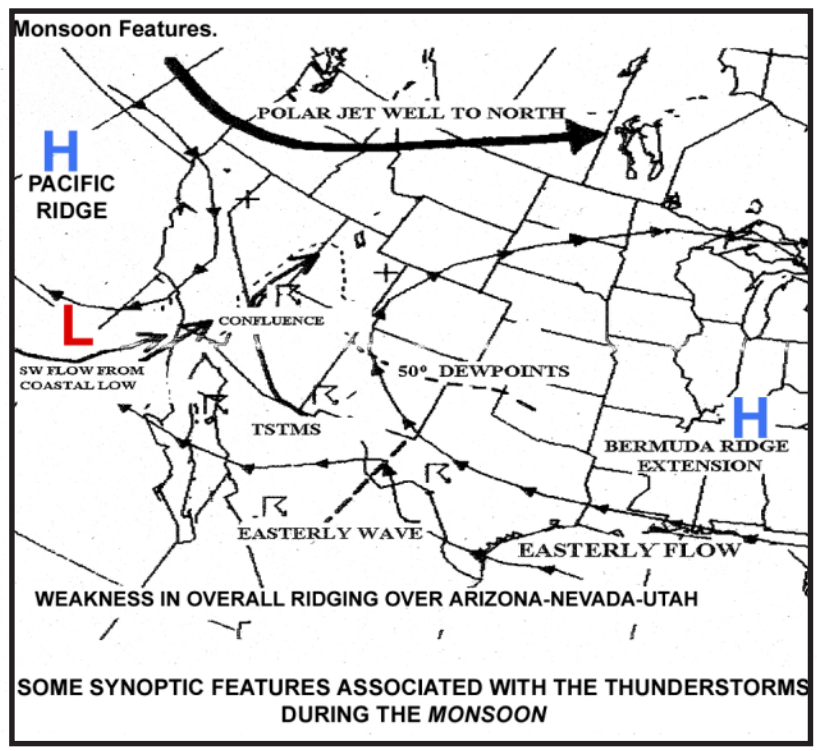 Monsoon Features.
POLAR JET WELL TO NORTH
H
PACIFIC
RIDGE
L
CONFLUENCE
SW FLOW FROM
COASTAL LOW
50° DEWPOINTS
TSTMS
H
BERMUDA RIDGE
EXTENSION
EASTERLY WAVE
EASTERLY FLOW
WEAKNESS IN OVERALL RIDGING OVER ARIZONA-NEVADA-UTAH
SOME SYNOPTIC FEATURES ASSOCIATED WITH THE THUNDERSTORMS
DURING THE MONSOON